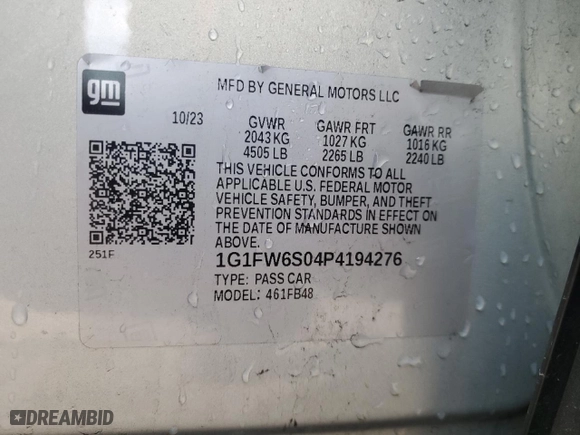 gm
MFD BY GENERAL MOTORS LLC
10/23 GVWR GAWR FRT GAWR RR
2043 KG 1027 KG 1016 KG
4505 LB 2265 LB 2240 LB
THIS VEHICLE CONFORMS TO ALL
APPLICABLE U.S. FEDERAL MOTOR
VEHICLE SAFETY, BUMPER, AND THEFT
PREVENTION STANDARDS IN EFFECT ON
THE DATE OF MANUFACTURE SHOWN
ABOVE.
251F
1G1FW6S04P4194276
TYPE: PASS CAR
MODEL: 461FB48
DREAMBID